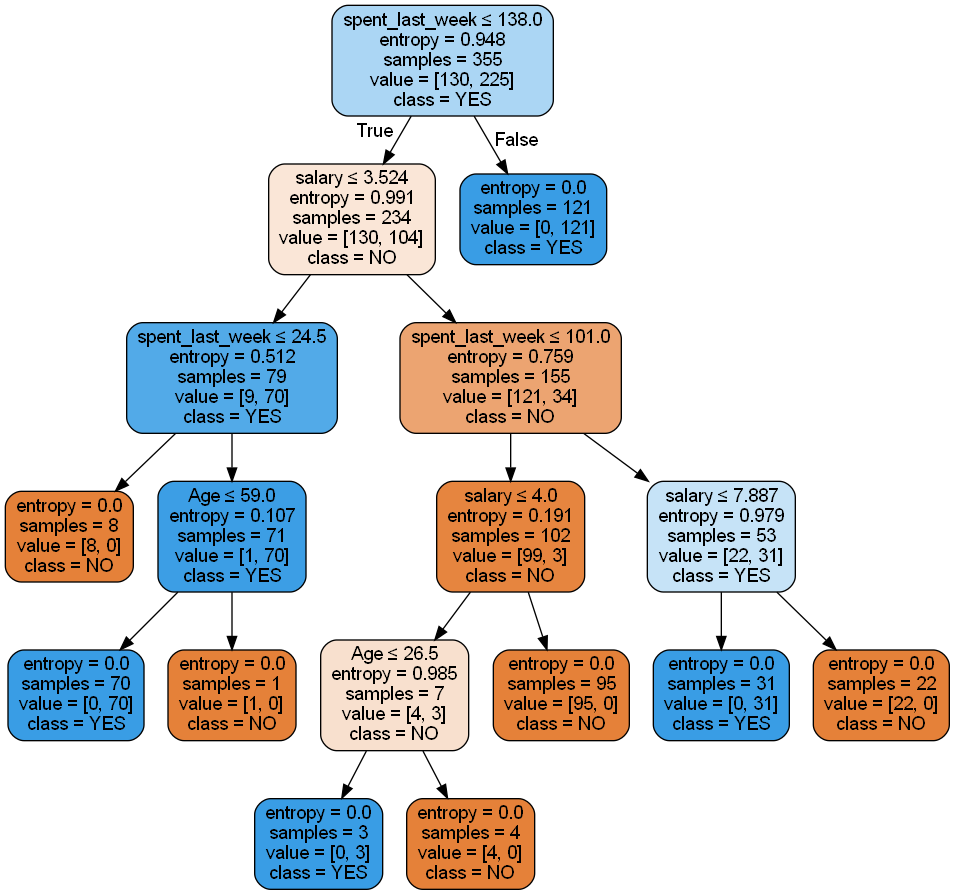 spent_last_week ≤ 138.0
entropy = 0.948
samples = 355
value = [130, 225]
class = YES
True
False
salary ≤ 3.524
entropy = 0.991
samples = 234
value = [130, 104]
class = NO
entropy = 0.0
samples = 121
value = [0, 121]
class = YES
spent_last_week ≤ 24.5
entropy = 0.512
samples = 79
value = [9, 70]
class = YES
spent_last_week ≤ 101.0
entropy = 0.759
samples = 155
value = [121, 34]
class = NO
entropy = 0.0
samples = 8
value = [8, 0]
class = NO
Age ≤ 59.0
entropy = 0.107
samples = 71
value = [1, 70]
class = YES
salary ≤ 4.0
entropy = 0.191
samples = 102
value = [99, 3]
class = NO
salary ≤ 7.887
entropy = 0.979
samples = 53
value = [22, 31]
class = YES
entropy = 0.0
samples = 70
value = [0, 70]
class = YES
entropy = 0.0
samples = 1
value = [1, 0]
class = NO
Age ≤ 26.5
entropy = 0.985
samples = 7
value = [4, 3]
class = NO
entropy = 0.0
samples = 95
value = [95, 0]
class = NO
entropy = 0.0
samples = 31
value = [0, 31]
class = YES
entropy = 0.0
samples = 22
value = [22, 0]
class = NO
entropy = 0.0
samples = 3
value = [0, 3]
class = YES
entropy = 0.0
samples = 4
value = [4, 0]
class = NO